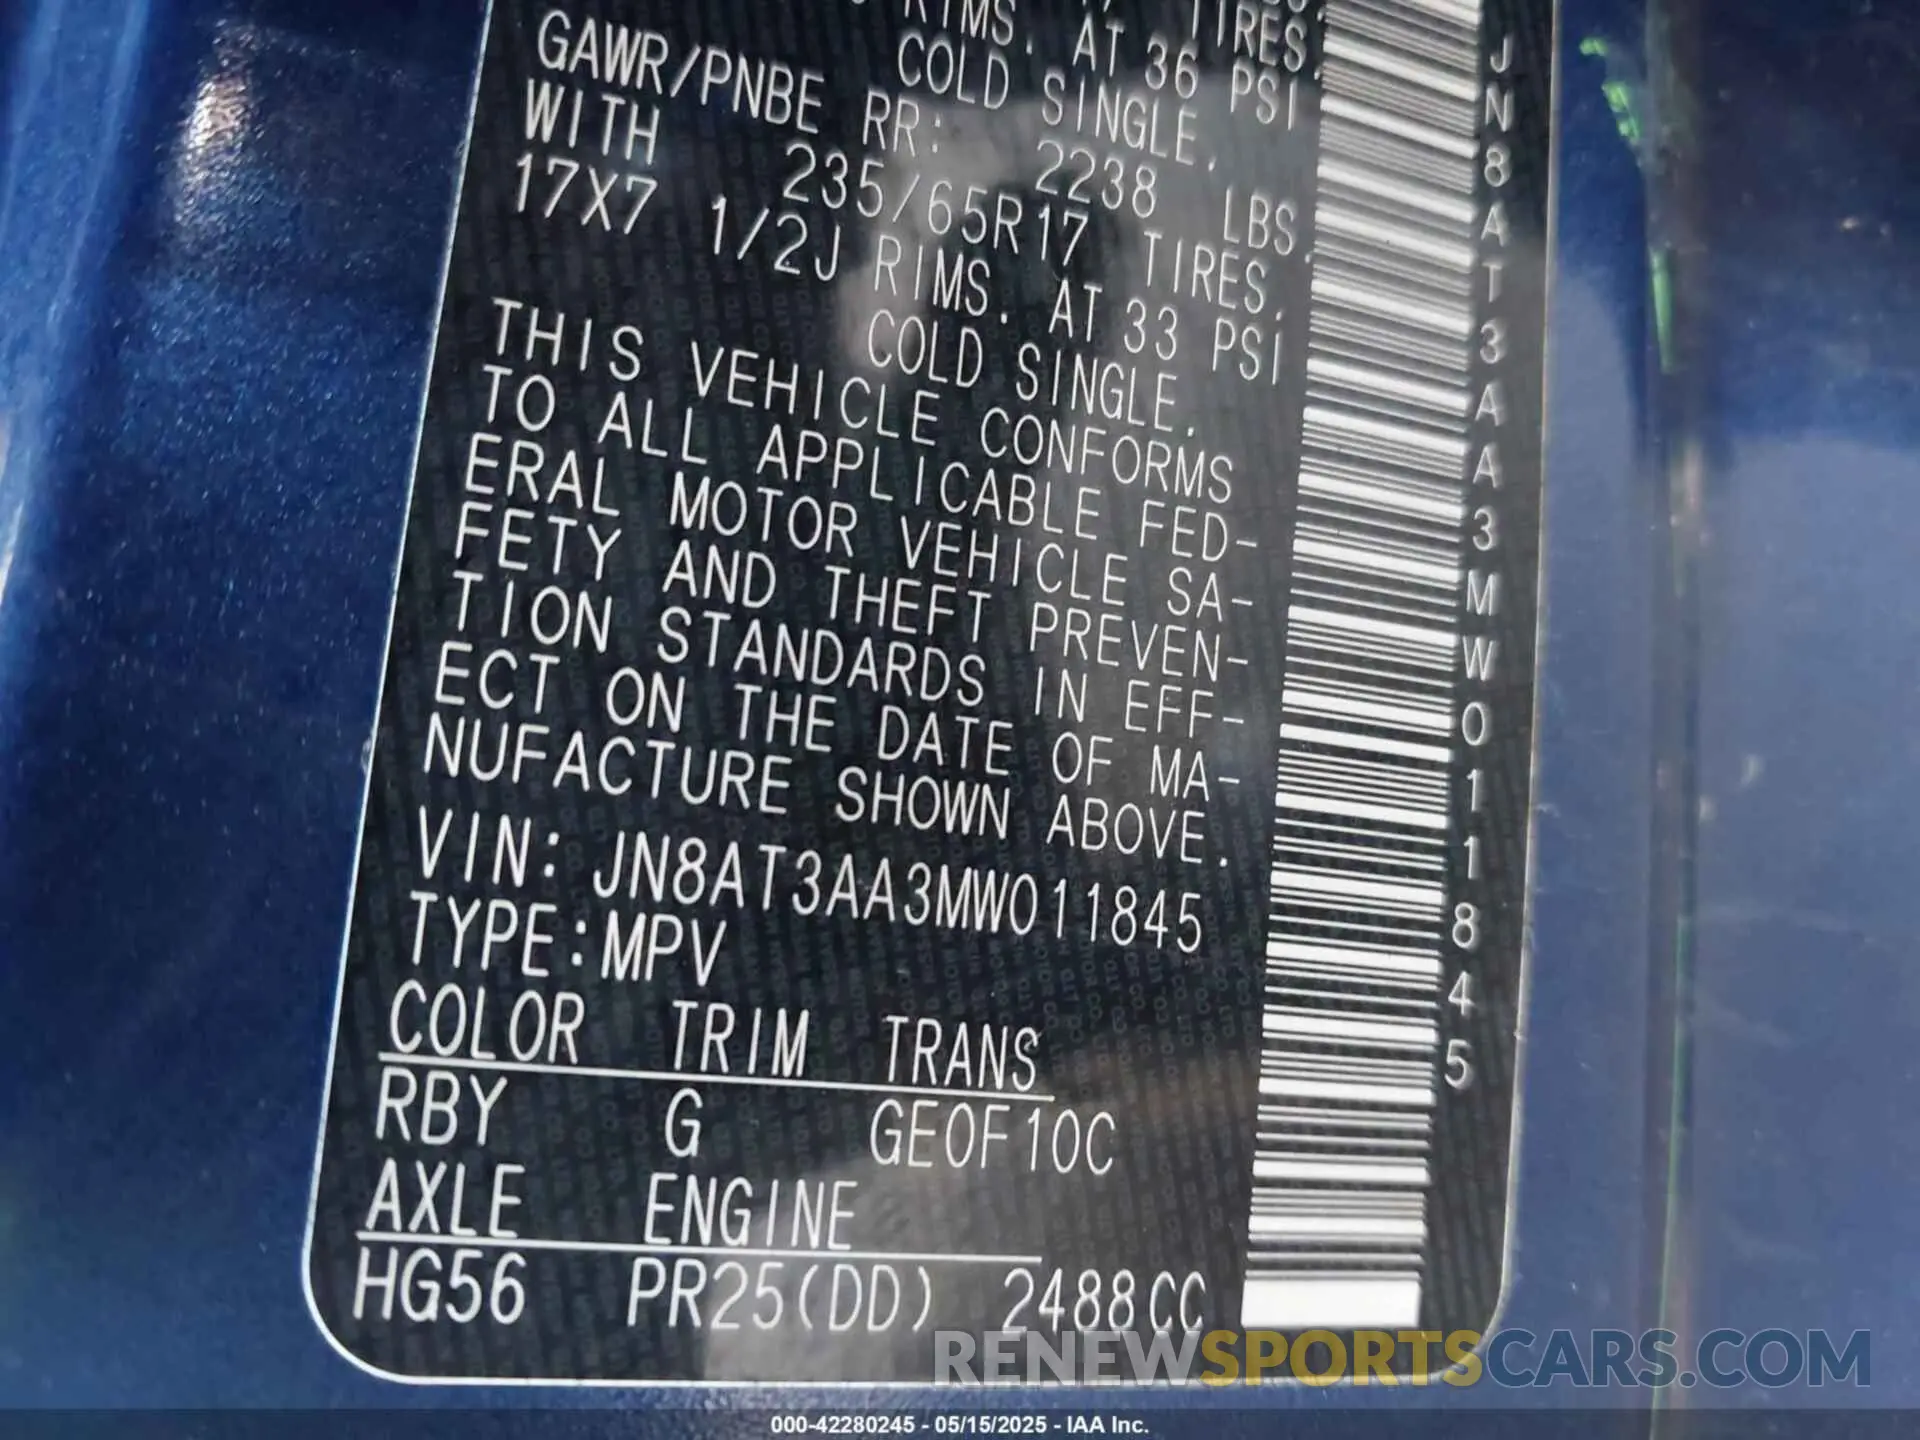 RIMS. AT 36 PSI
COLD SINGLE.
GAWR/PNBE RR: 2238 LBS.
WITH 235/65R17 TIRES.
17X7 1/2J RIMS. AT 33 PSI
COLD SINGLE.
THIS VEHICLE CONFORMS
TO ALL APPLICABLE FED-
ERAL MOTOR VEHICLE SA-
FETY AND THEFT PREVEN-
TION STANDARDS IN EFF-
ECT ON THE DATE OF MA-
NUFACTURE SHOWN ABOVE.
VIN: JN8AT3AA3MW011845
TYPE:MPV
COLOR TRIM TRANS
RBY G GE0F10C
AXLE ENGINE
HG56 PR25(DD) 2488CC
JN8AT3AA3MW011845
RENEWSPORTSCARS.COM
000-42280245 - 05/15/2025 - IAA Inc.